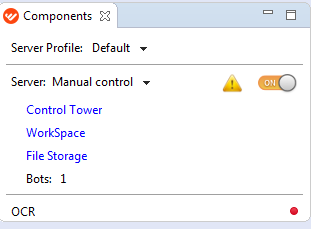 Components
Server Profile: Default
Server: Manual control ON
Control Tower
WorkSpace
File Storage
Bots: 1
OCR